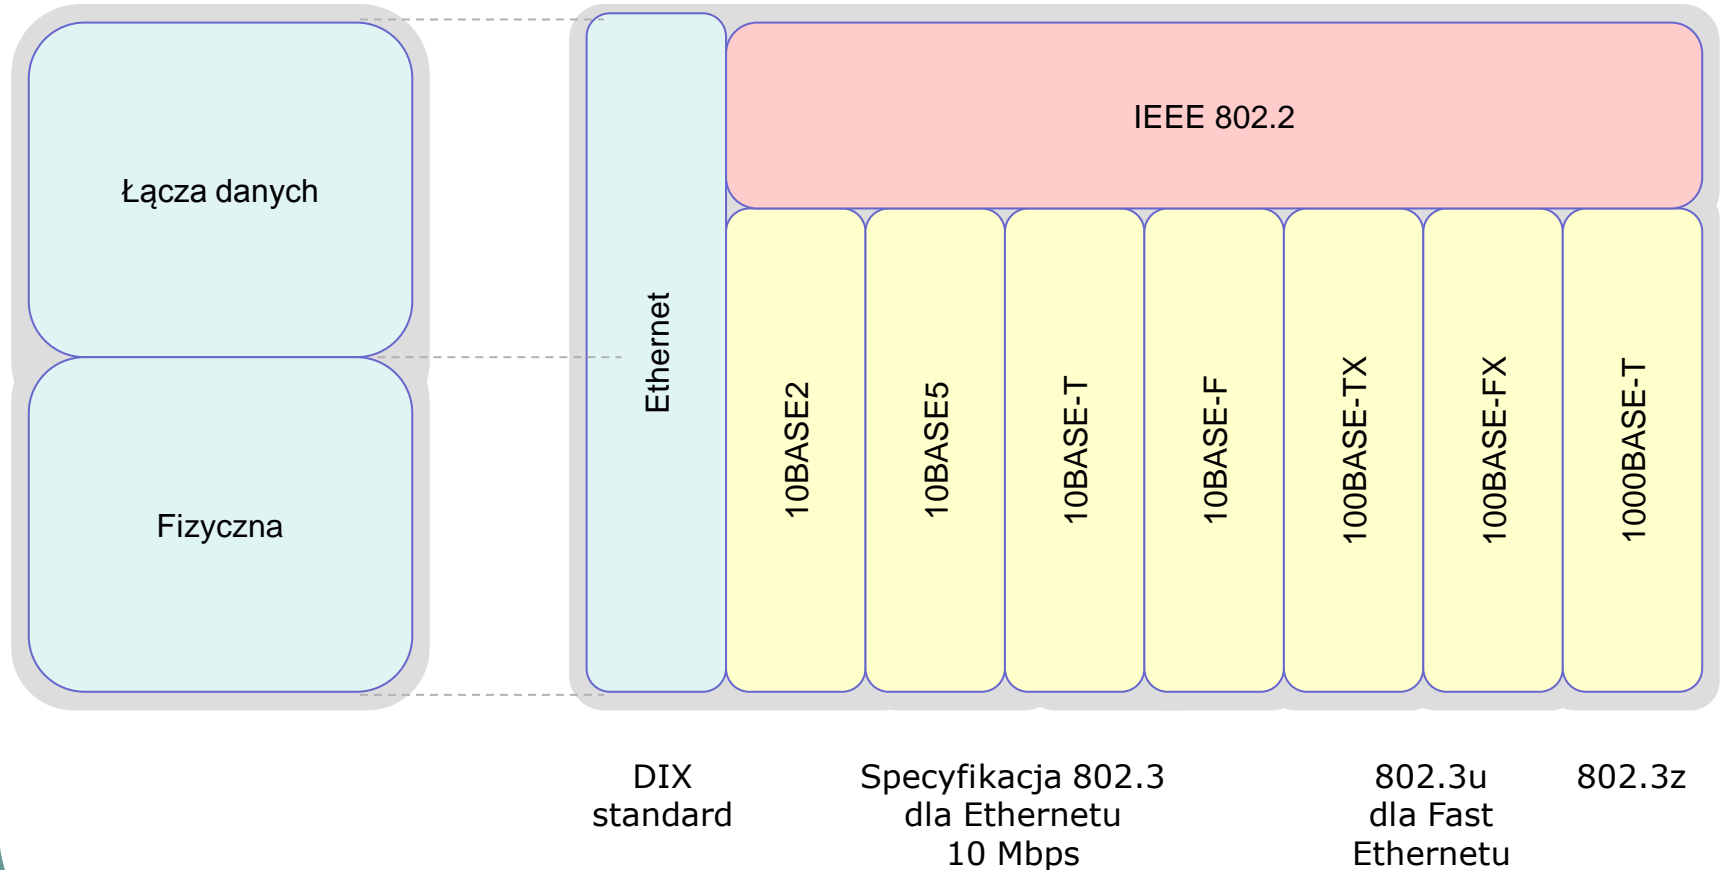 Łącza danych
Fizyczna
Ethernet
IEEE 802.2
10BASE2
10BASE5
10BASE-T
10BASE-F
100BASE-TX
100BASE-FX
1000BASE-T
DIX
standard
Specyfikacja 802.3
dla Ethernetu
10 Mbps
802.3u
dla Fast
Ethernetu
802.3z